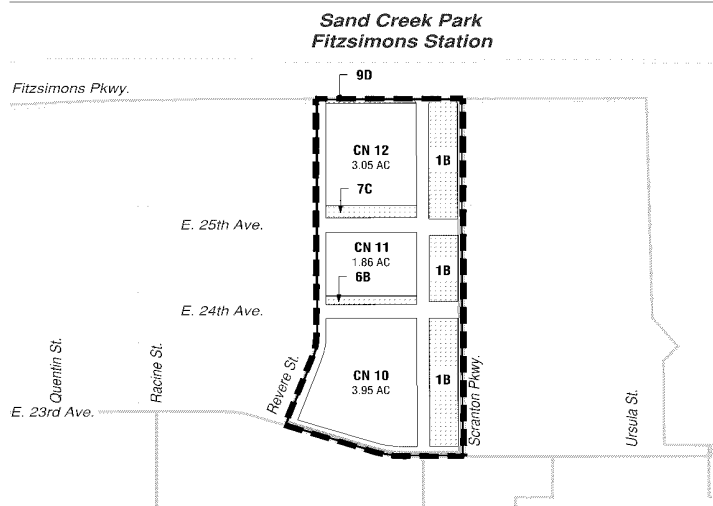 Sand Creek Park
Fitzsimons Station
9D
Fitzsimons Pkwy.
CN 12
3.05 AC
1B
7C
E. 25th Ave.
CN 11
1.86 AC
1B
6B
E. 24th Ave.
Quentin St.
Racine St.
Revere St.
CN 10
3.95 AC
1B
Scranton Pkwy.
Ursula St.
E. 23rd Ave.